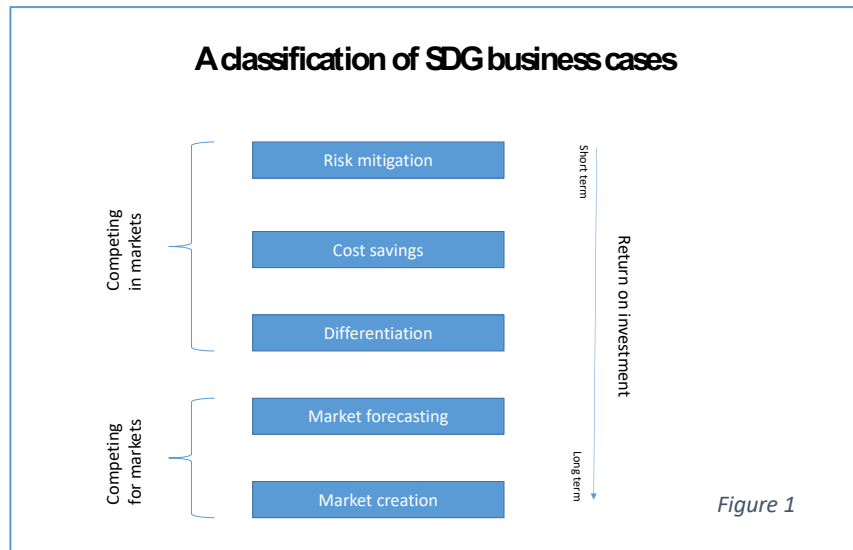 A classification of SDG business cases
Risk mitigation
Cost savings
Differentiation
Market forecasting
Market creation
Competing
in markets
Competing
for markets
Short term
Return on investment
Long term
Figure 1